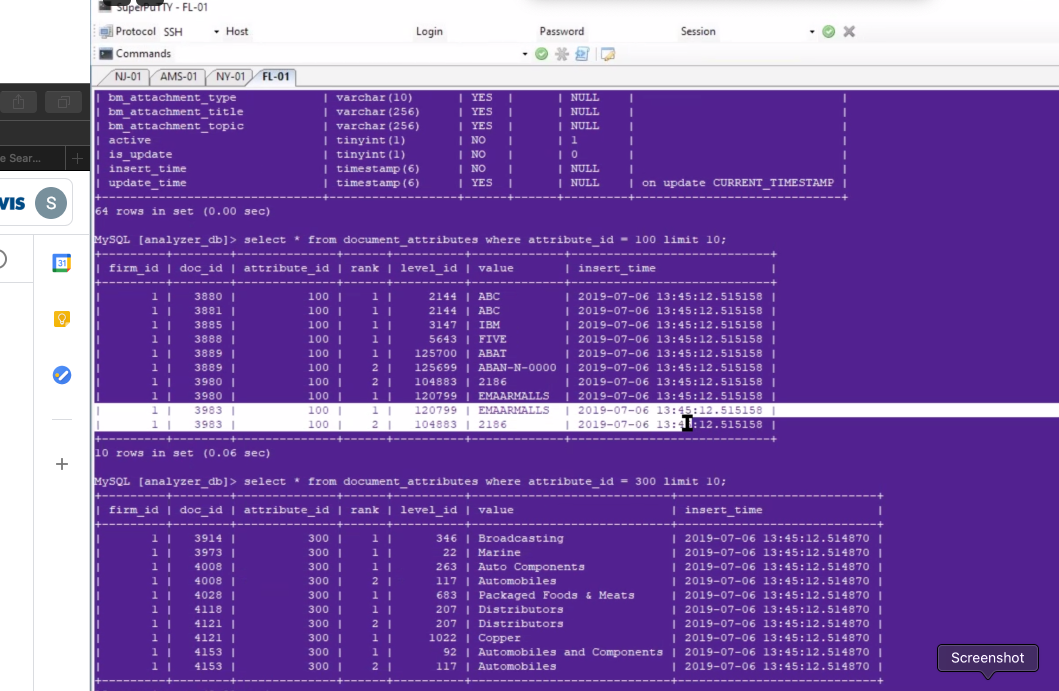 SuperPuTTY - FL-01
Protocol SSH Host Login Password Session
Commands
NJ-01 AMS-01 NY-01 FL-01
| bm_attachment_type | varchar(10) | YES | | NULL | |
| bm_attachment_title | varchar(256) | YES | | NULL | |
| bm_attachment_topic | varchar(256) | YES | | NULL | |
| active | tinyint(1) | NO | | 1 | |
| is_update | tinyint(1) | NO | | 0 | |
| insert_time | timestamp(6) | NO | | NULL | |
| update_time | timestamp(6) | YES | | NULL | on update CURRENT_TIMESTAMP |
64 rows in set (0.00 sec)
MySQL [analyzer_db]> select * from document_attributes where attribute_id = 100 limit 10;
| firm_id | doc_id | attribute_id | rank | level_id | value | insert_time |
| 1 | 3880 | 100 | 1 | 2144 | ABC | 2019-07-06 13:45:12.515158 |
| 1 | 3881 | 100 | 1 | 2144 | ABC | 2019-07-06 13:45:12.515158 |
| 1 | 3885 | 100 | 1 | 3147 | IBM | 2019-07-06 13:45:12.515158 |
| 1 | 3888 | 100 | 1 | 5643 | FIVE | 2019-07-06 13:45:12.515158 |
| 1 | 3889 | 100 | 1 | 125700 | ABAT | 2019-07-06 13:45:12.515158 |
| 1 | 3889 | 100 | 2 | 125699 | ABAN-N-0000 | 2019-07-06 13:45:12.515158 |
| 1 | 3980 | 100 | 2 | 104883 | 2186 | 2019-07-06 13:45:12.515158 |
| 1 | 3980 | 100 | 1 | 120799 | EMAARMALLS | 2019-07-06 13:45:12.515158 |
| 1 | 3983 | 100 | 1 | 120799 | EMAARMALLS | 2019-07-06 13:45:12.515158 |
| 1 | 3983 | 100 | 2 | 104883 | 2186 | 2019-07-06 13:4 :12.515158 |
10 rows in set (0.06 sec)
MySQL [analyzer_db]> select * from document_attributes where attribute_id = 300 limit 10;
| firm_id | doc_id | attribute_id | rank | level_id | value | insert_time |
| 1 | 3914 | 300 | 1 | 346 | Broadcasting | 2019-07-06 13:45:12.514870 |
| 1 | 3973 | 300 | 1 | 22 | Marine | 2019-07-06 13:45:12.514870 |
| 1 | 4008 | 300 | 1 | 263 | Auto Components | 2019-07-06 13:45:12.514870 |
| 1 | 4008 | 300 | 2 | 117 | Automobiles | 2019-07-06 13:45:12.514870 |
| 1 | 4028 | 300 | 1 | 683 | Packaged Foods & Meats | 2019-07-06 13:45:12.514870 |
| 1 | 4118 | 300 | 1 | 207 | Distributors | 2019-07-06 13:45:12.514870 |
| 1 | 4121 | 300 | 2 | 207 | Distributors | 2019-07-06 13:45:12.514870 |
| 1 | 4121 | 300 | 1 | 1022 | Copper | 2019-07-06 13:45:12.514870 |
| 1 | 4153 | 300 | 1 | 92 | Automobiles and Components | 2019-07-06 13:45:12.514870 |
| 1 | 4153 | 300 | 2 | 117 | Automobiles | 2019-07-06 13:45:12.514870 |
e Sear...
VIS S
31
Screenshot